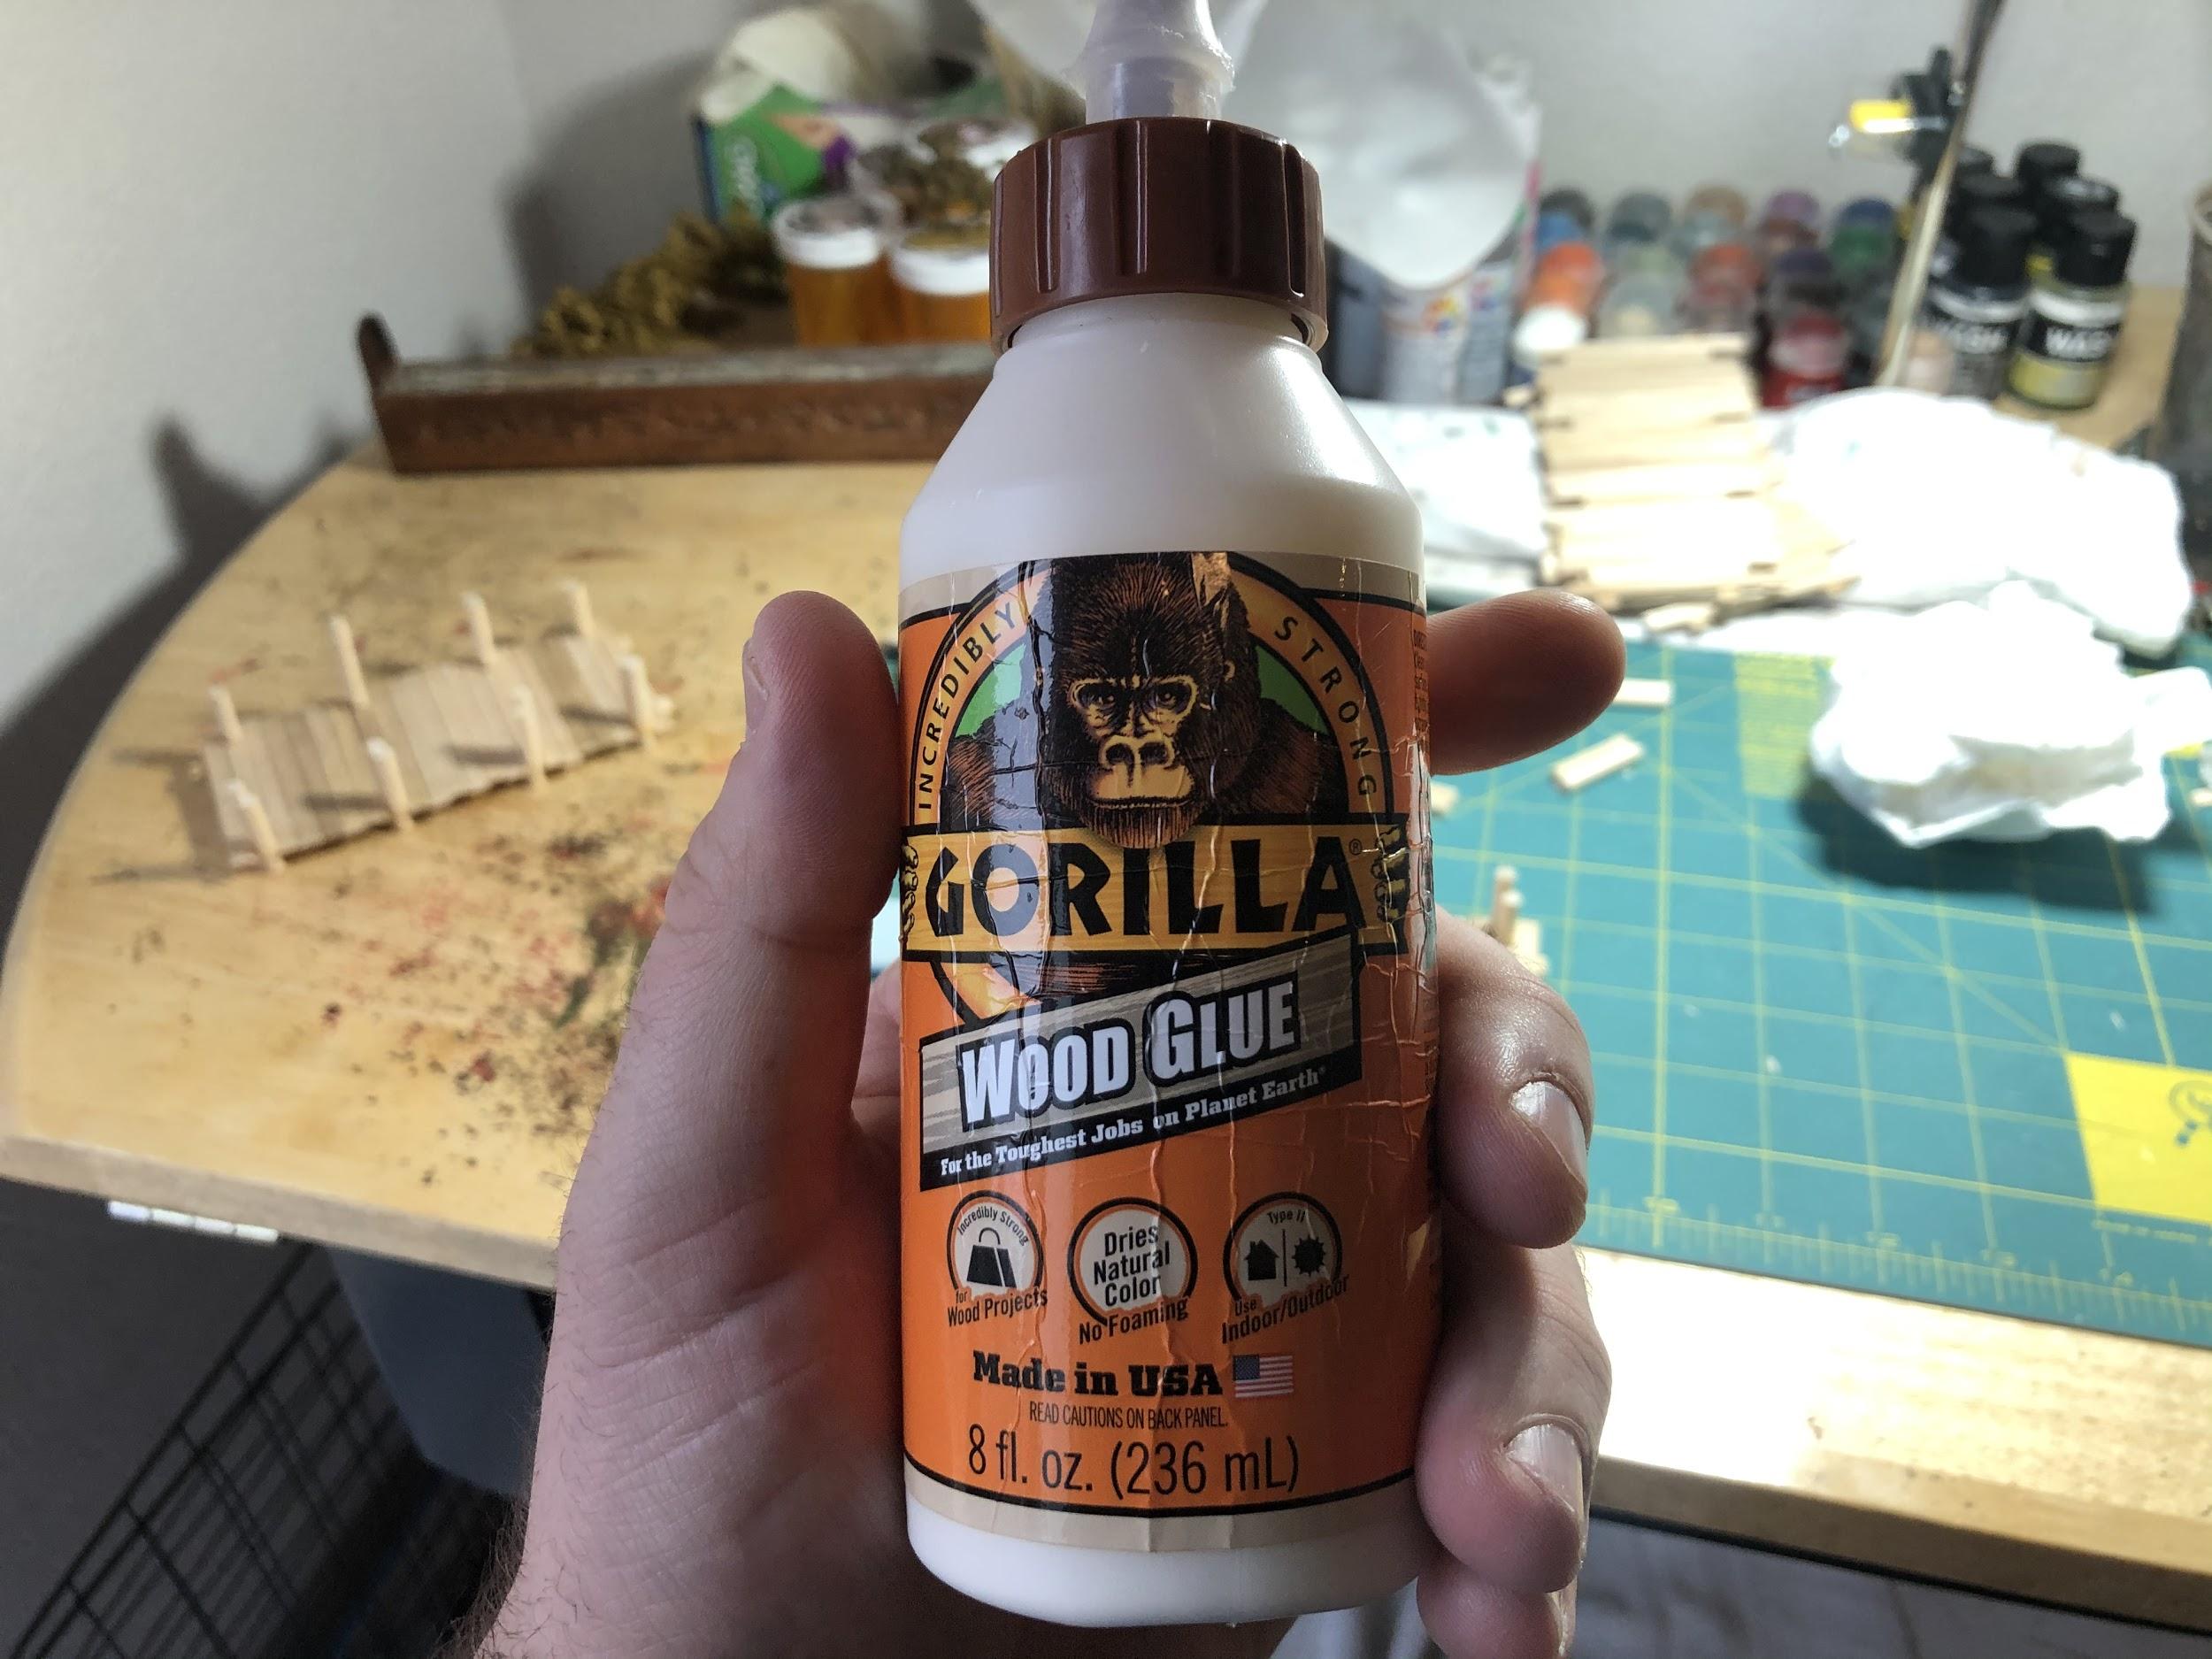 INCREDIBLY STRONG
GORILLA®
WOOD GLUE
For the Toughest Jobs on Planet Earth®
Incredibly Strong
for
Wood Projects
Dries
Natural
Color
No Foaming
Type II
Use
Indoor/Outdoor
Made in USA
READ CAUTIONS ON BACK PANEL.
8 fl. oz. (236 mL)
WASH